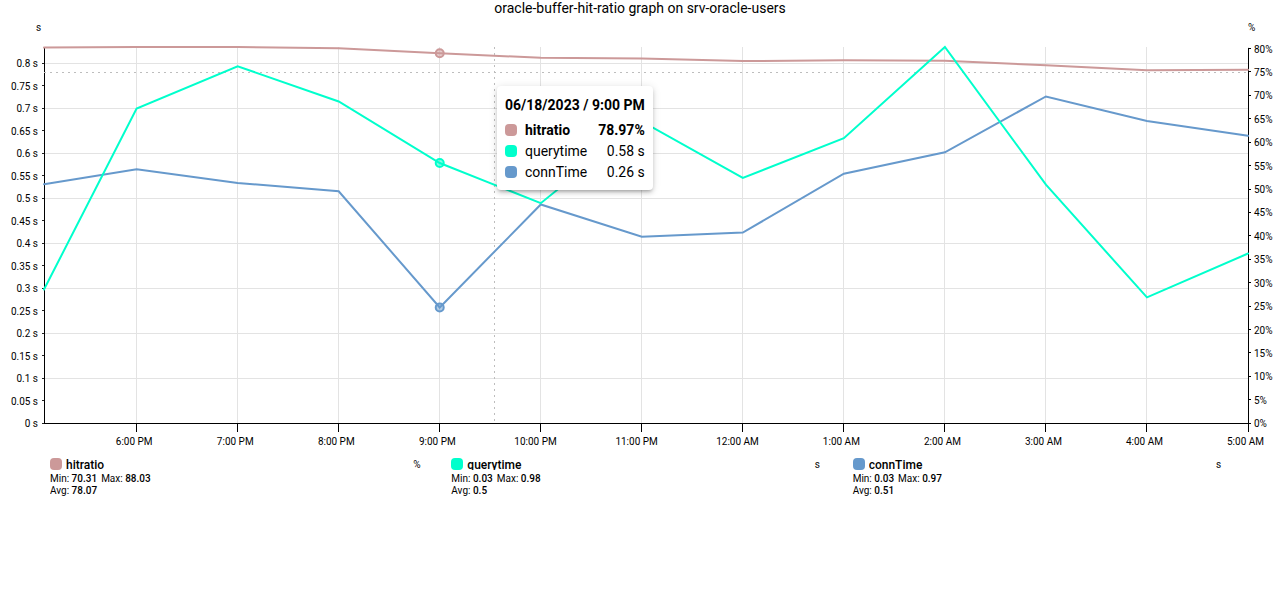 oracle-buffer-hit-ratio graph on srv-oracle-users
s
%
0.8 s
0.75 s
0.7 s
0.65 s
0.6 s
0.55 s
0.5 s
0.45 s
0.4 s
0.35 s
0.3 s
0.25 s
0.2 s
0.15 s
0.1 s
0.05 s
0 s
06/18/2023 / 9:00 PM
hitratio 78.97%
querytime 0.58 s
connTime 0.26 s
80%
75%
70%
65%
60%
55%
50%
45%
40%
35%
30%
25%
20%
15%
10%
5%
0%
6:00 PM 7:00 PM 8:00 PM 9:00 PM 10:00 PM 11:00 PM 12:00 AM 1:00 AM 2:00 AM 3:00 AM 4:00 AM 5:00 AM
hitratio %
Min: 70.31 Max: 88.03
Avg: 78.07
querytime s
Min: 0.03 Max: 0.98
Avg: 0.5
connTime s
Min: 0.03 Max: 0.97
Avg: 0.51